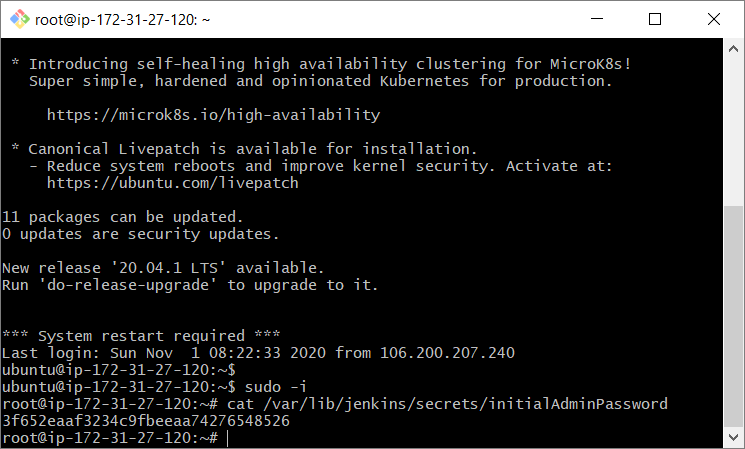 root@ip-172-31-27-120: ~
* Introducing self-healing high availability clustering for MicroK8s!
Super simple, hardened and opinionated Kubernetes for production.
https://microk8s.io/high-availability
* Canonical Livepatch is available for installation.
- Reduce system reboots and improve kernel security. Activate at:
https://ubuntu.com/livepatch
11 packages can be updated.
0 updates are security updates.
New release '20.04.1 LTS' available.
Run 'do-release-upgrade' to upgrade to it.
*** System restart required ***
Last login: Sun Nov  1 08:22:33 2020 from 106.200.207.240
ubuntu@ip-172-31-27-120:~$
ubuntu@ip-172-31-27-120:~$ sudo -i
root@ip-172-31-27-120:~# cat /var/lib/jenkins/secrets/initialAdminPassword
3f652eaaf3234c9fbeeaa74276548526
root@ip-172-31-27-120:~#